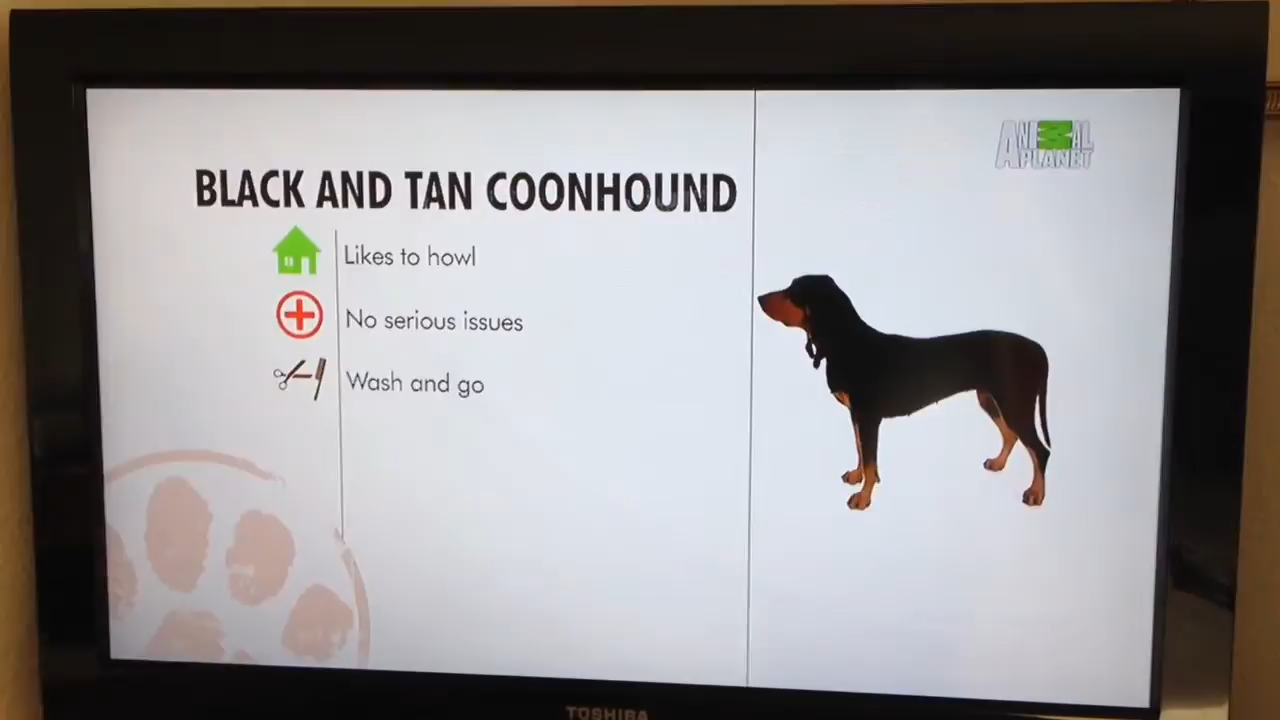 ANIMAL
PLANET
BLACK AND TAN COONHOUND
Likes to howl
No serious issues
Wash and go
TOSHIBA